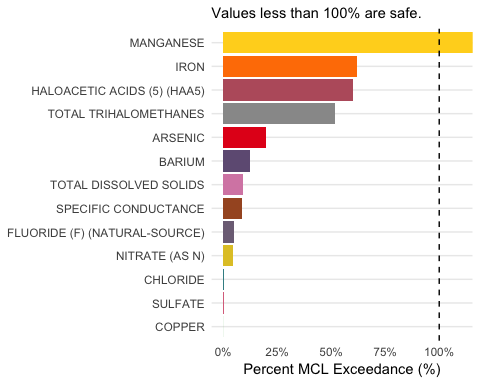 Values less than 100% are safe.
MANGANESE
IRON
HALOACETIC ACIDS (5) (HAA5)
TOTAL TRIHALOMETHANES
ARSENIC
BARIUM
TOTAL DISSOLVED SOLIDS
SPECIFIC CONDUCTANCE
FLUORIDE (F) (NATURAL-SOURCE)
NITRATE (AS N)
CHLORIDE
SULFATE
COPPER
0% 25% 50% 75% 100%
Percent MCL Exceedance (%)